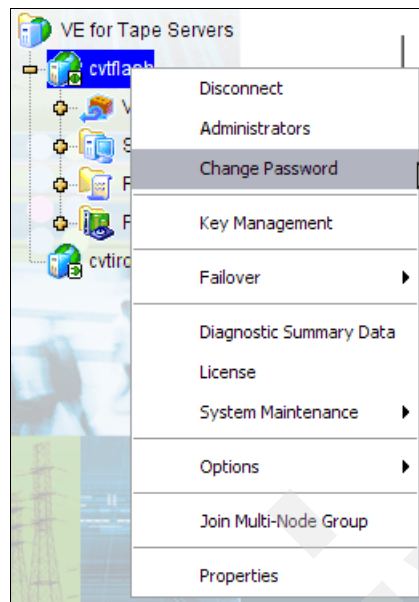 VE for Tape Servers
cvtflash
Disconnect
Administrators
Change Password
Key Management
Failover
Diagnostic Summary Data
License
System Maintenance
Options
Join Multi-Node Group
Properties